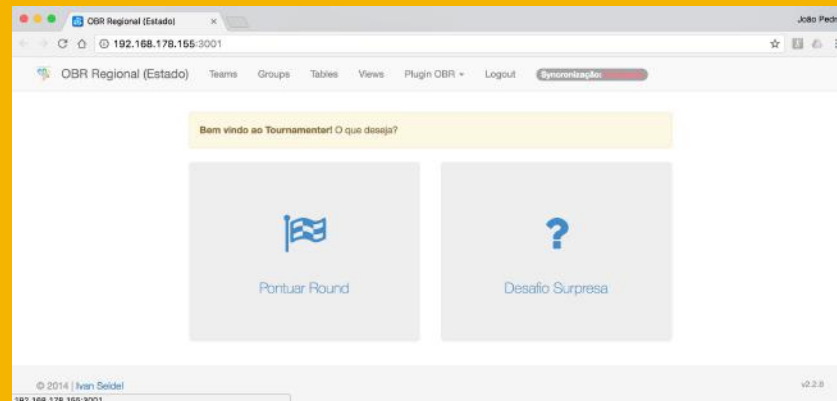 OBR Regional (Estado)
João Pedr
192.168.178.155:3001
OBR Regional (Estado) Teams Groups Tables Views Plugin OBR Logout Syncronização:
Bem vindo ao Tournamenter! O que deseja?
Pontuar Round
Desafio Surpresa
© 2014 | Ivan Seidel
v2.2.8
192.168.178.155:3001